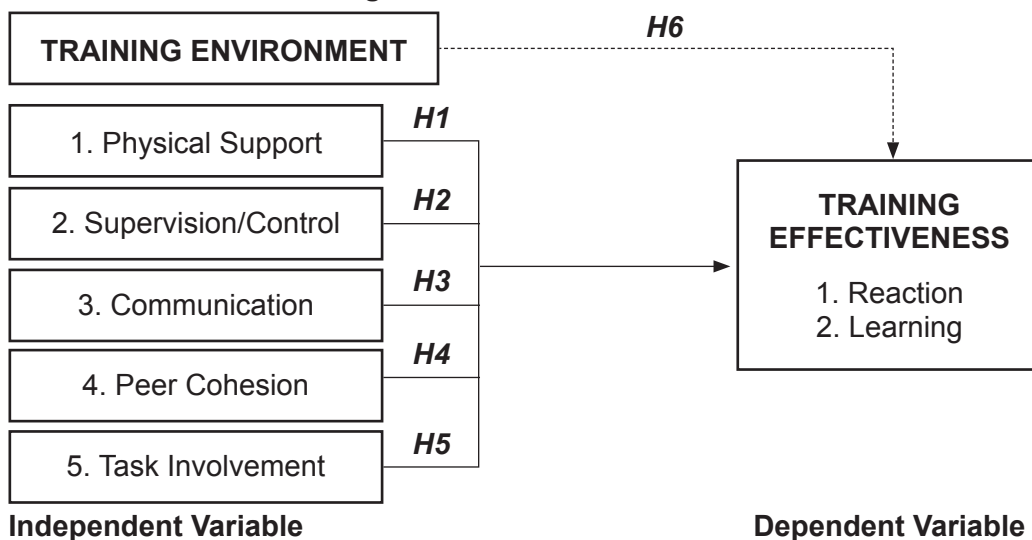 H6
TRAINING ENVIRONMENT
H1
1. Physical Support
H2
2. Supervision/Control
H3
3. Communication
H4
4. Peer Cohesion
H5
5. Task Involvement
TRAINING
EFFECTIVENESS
1. Reaction
2. Learning
Independent Variable
Dependent Variable